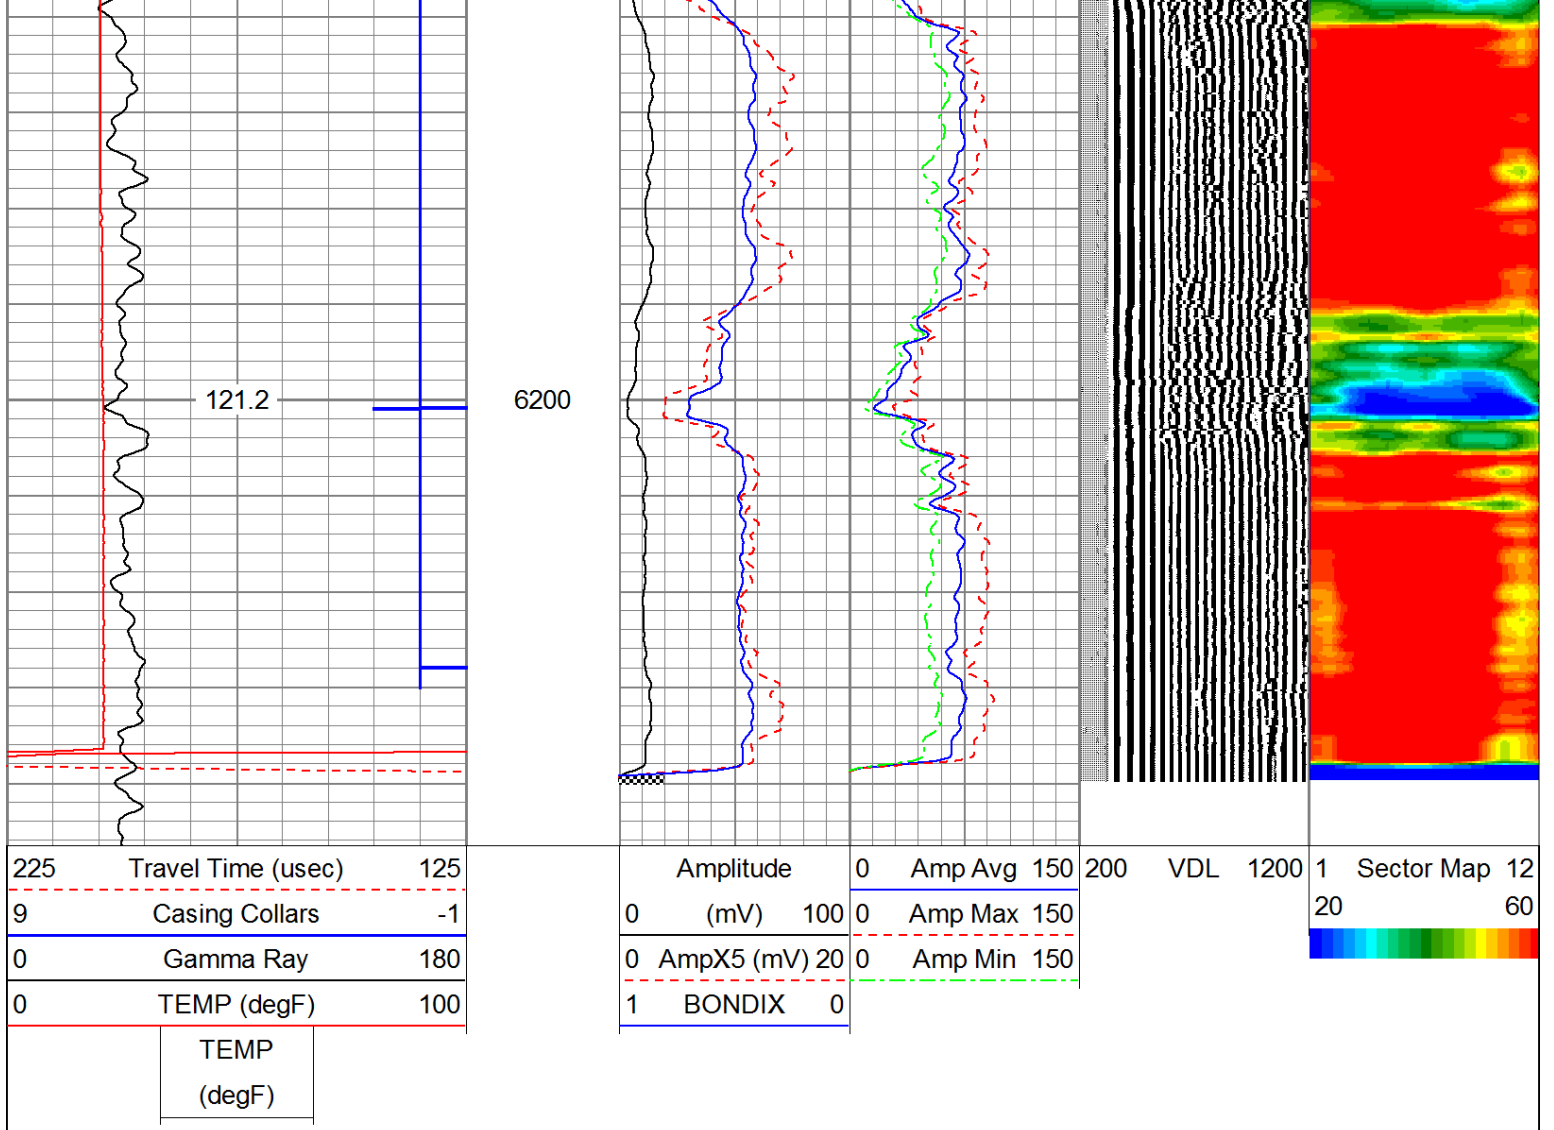 121.2
6200
225 Travel Time (usec) 125
9 Casing Collars -1
0 Gamma Ray 180
0 TEMP (degF) 100
TEMP
(degF)
Amplitude
0 (mV) 100
0 AmpX5 (mV) 20
1 BONDIX 0
0 Amp Avg 150
0 Amp Max 150
0 Amp Min 150
200 VDL 1200
1 Sector Map 12
20 60